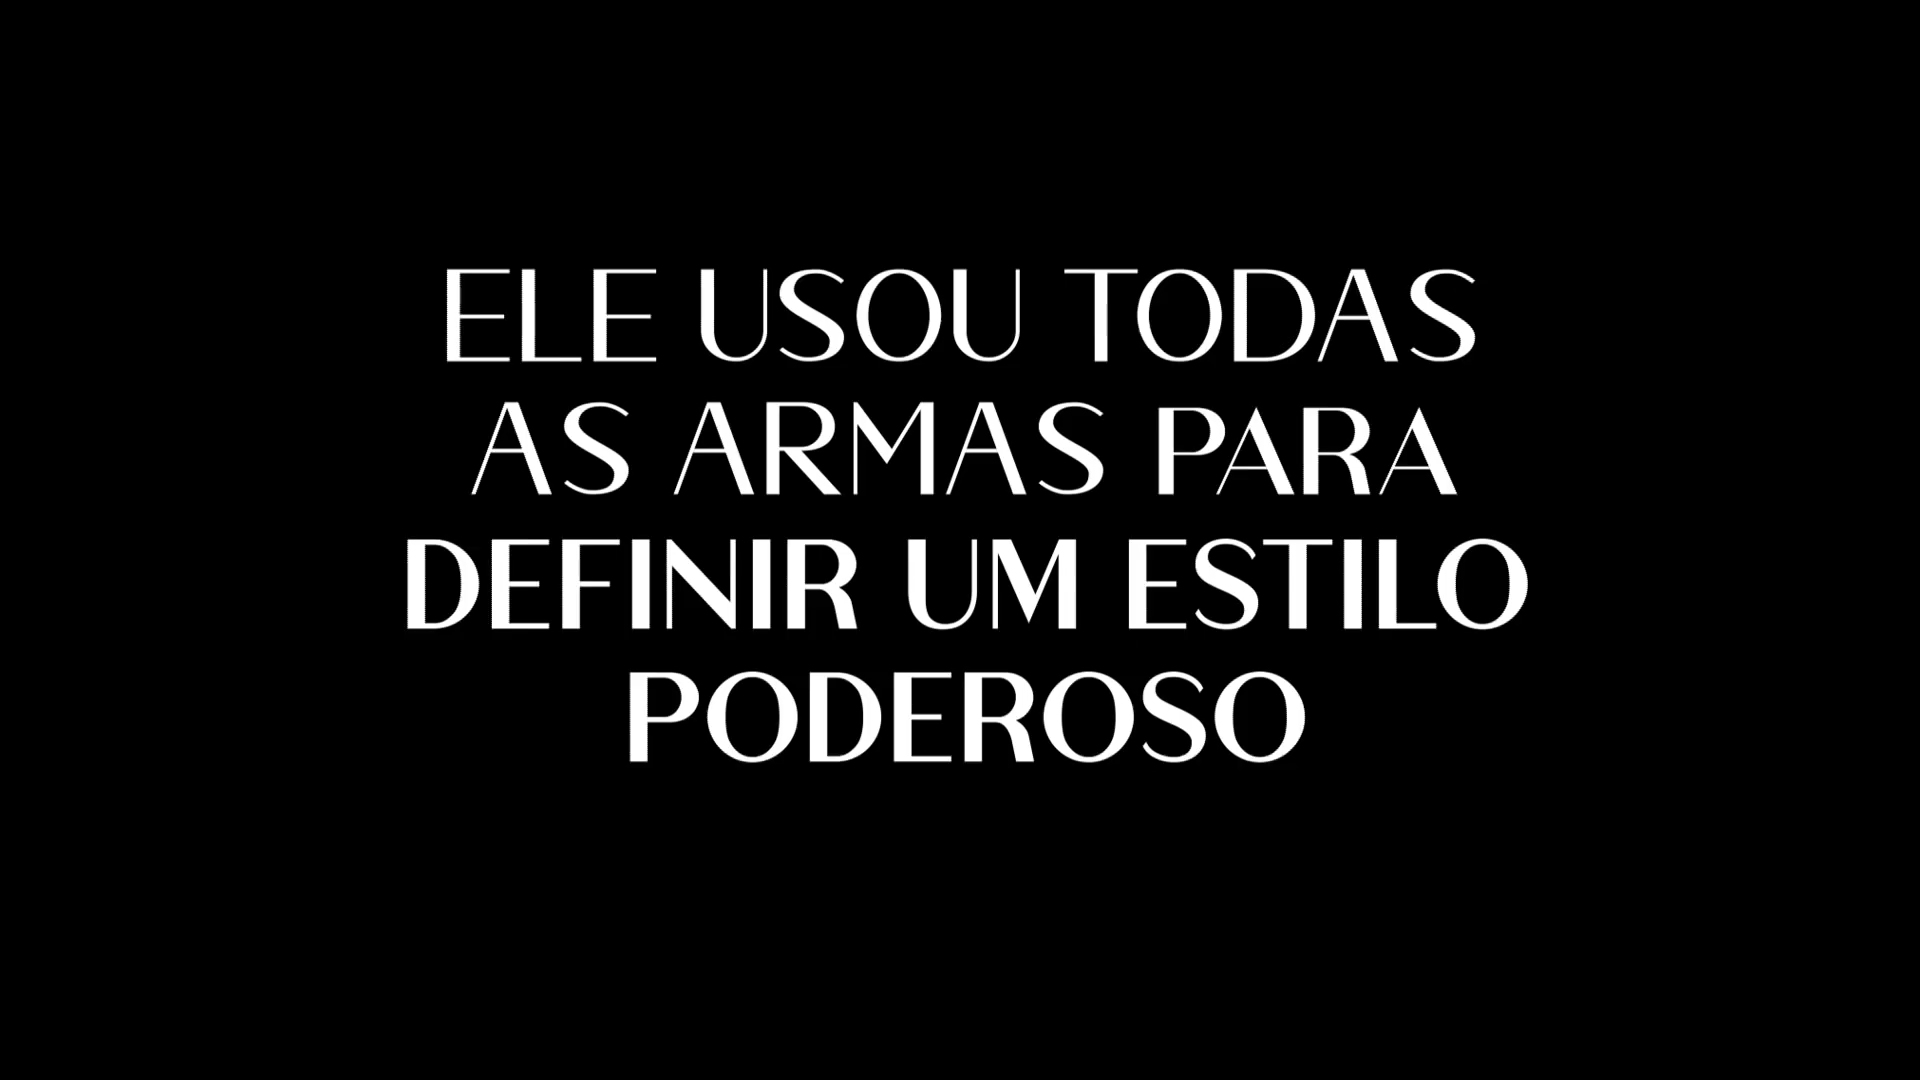 ELE USOU TODAS
AS ARMAS PARA
DEFINIR UM ESTILO
PODEROSO